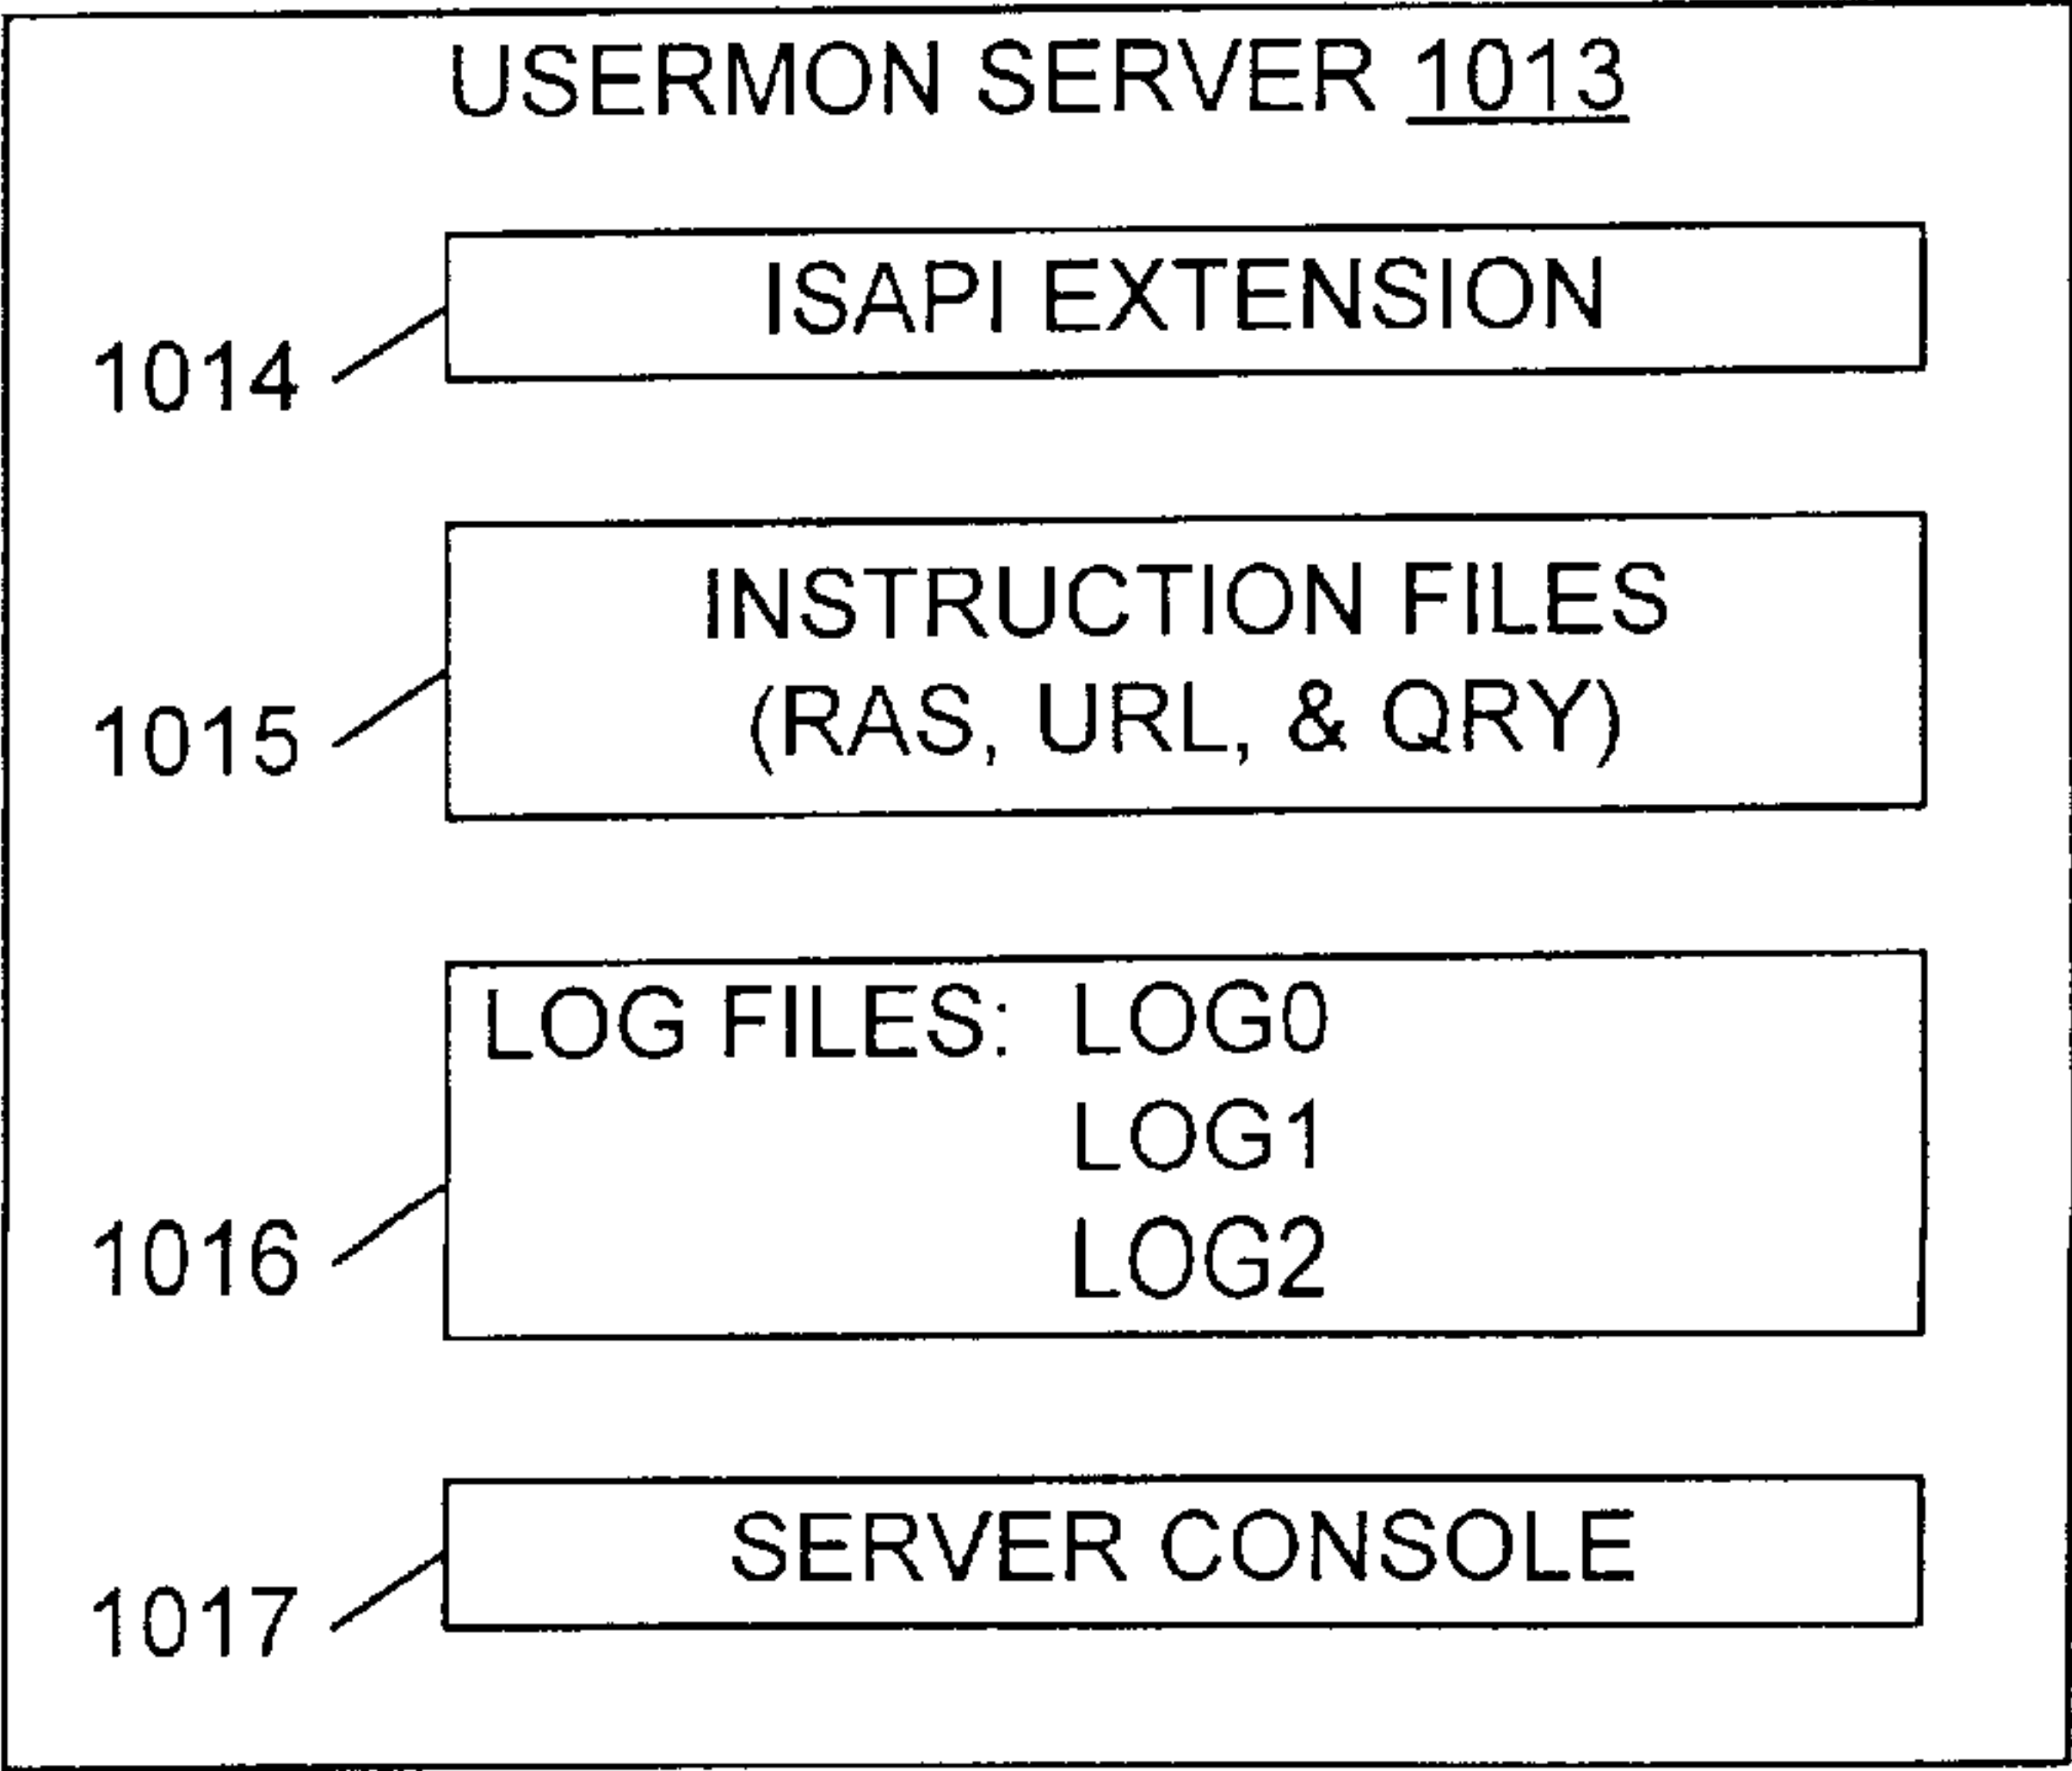 USERMON SERVER 1013
ISAPI EXTENSION
1014
INSTRUCTION FILES
(RAS, URL, & QRY)
1015
LOG FILES: LOG0
LOG1
LOG2
1016
SERVER CONSOLE
1017